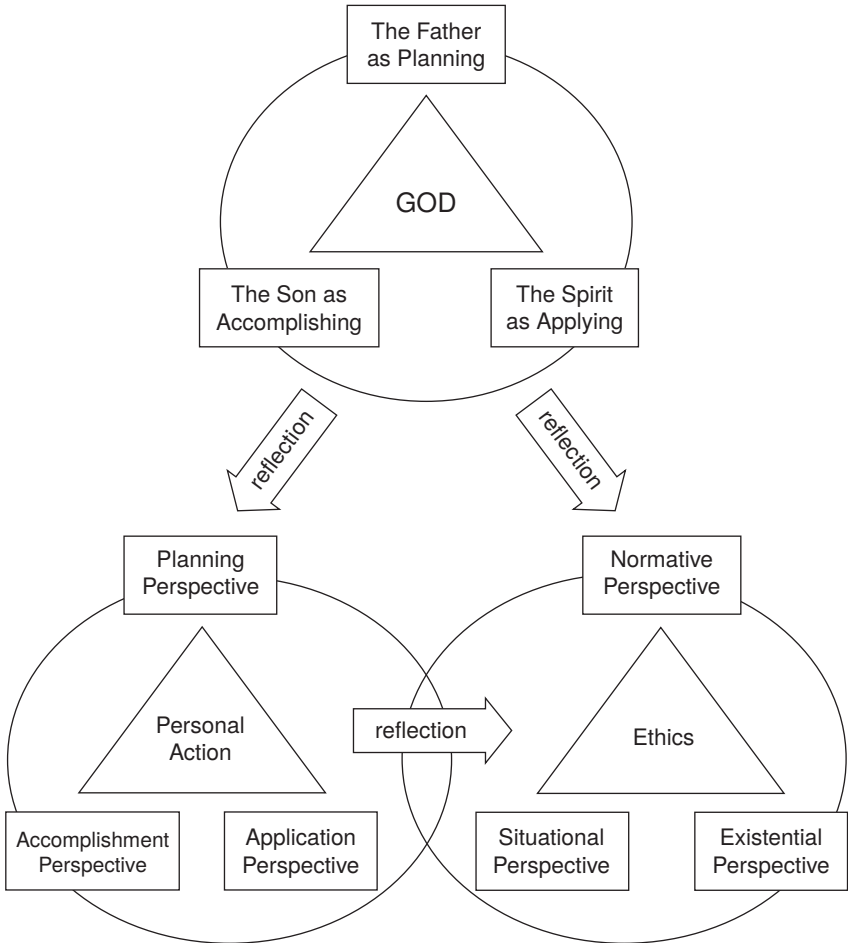 The Father
as Planning
GOD
The Son as
Accomplishing
The Spirit
as Applying
reflection
reflection
Planning
Perspective
Normative
Perspective
Personal
Action
reflection
Ethics
Accomplishment
Perspective
Application
Perspective
Situational
Perspective
Existential
Perspective